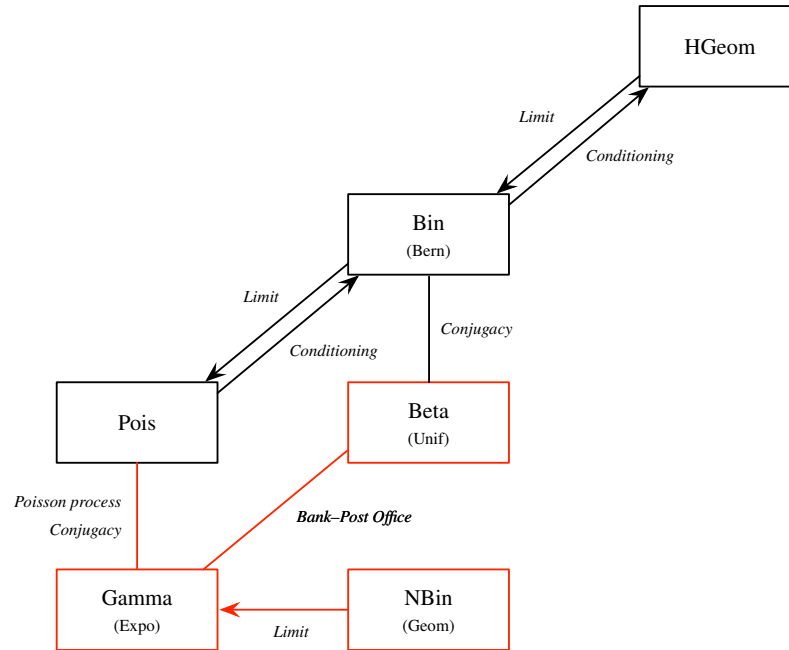 HGeom
Limit
Conditioning
Bin
(Bern)
Limit
Conditioning
Conjugacy
Pois
Beta
(Unif)
Poisson process
Conjugacy
Bank–Post Office
Gamma
(Expo)
NBin
(Geom)
Limit